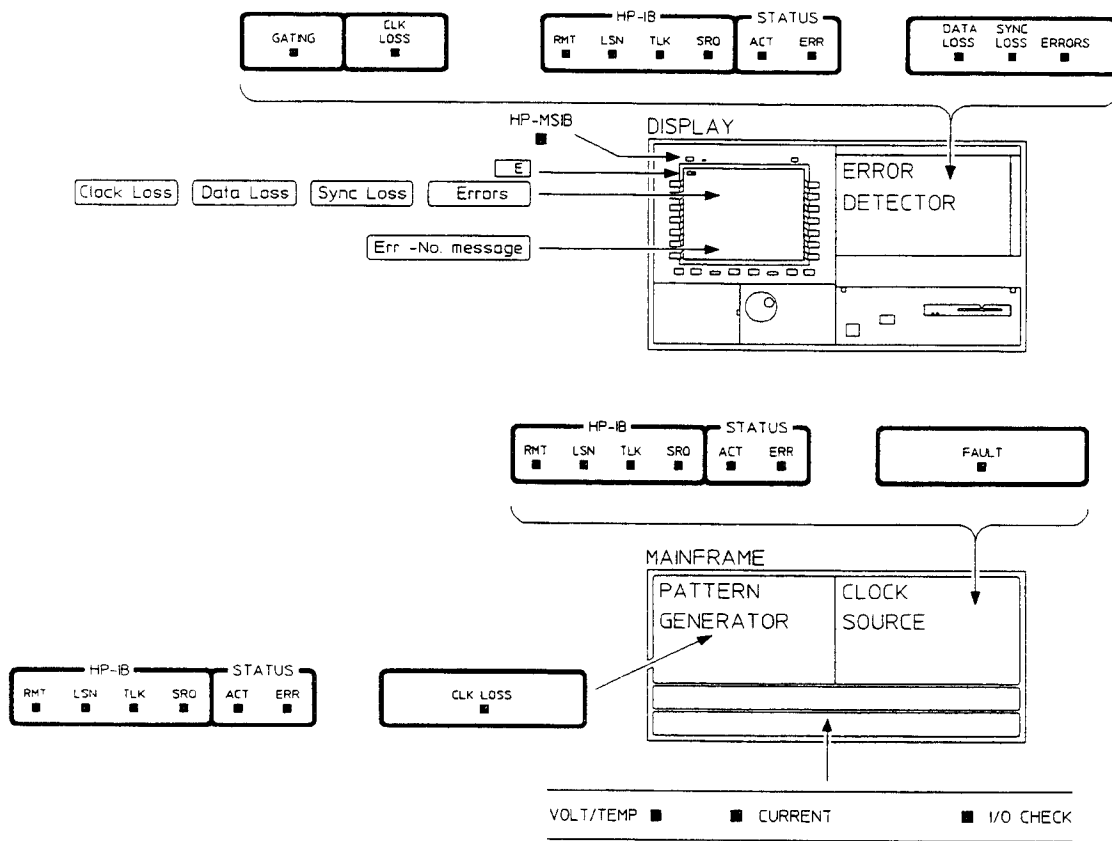 GATING
CLK
LOSS
HP-IB
STATUS
RMT LSN TLK SRQ ACT ERR
DATA
LOSS
SYNC
LOSS
ERRORS
HP-MSIB
DISPLAY
E
Clock Loss
Data Loss
Sync Loss
Errors
Err -No. message
ERROR
DETECTOR
HP-IB
STATUS
RMT LSN TLK SRQ ACT ERR
FAULT
MAINFRAME
PATTERN
GENERATOR
CLOCK
SOURCE
HP-IB
STATUS
RMT LSN TLK SRQ ACT ERR
CLK LOSS
VOLT/TEMP
CURRENT
I/O CHECK